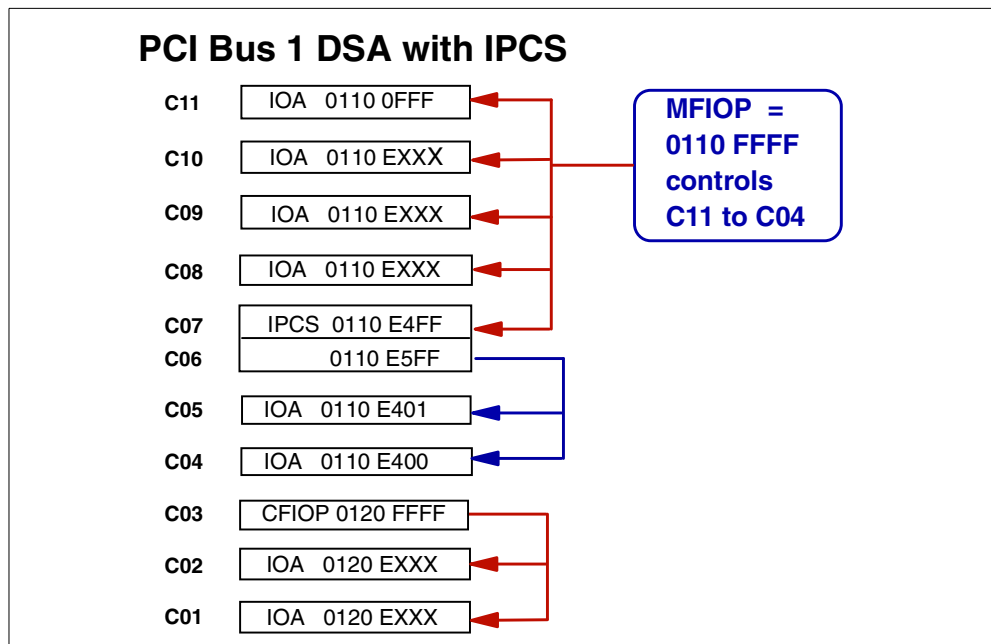 PCI Bus 1 DSA with IPCS
C11 IOA 0110 0FFF
C10 IOA 0110 EXXX
C09 IOA 0110 EXXX
C08 IOA 0110 EXXX
C07 IPCS 0110 E4FF
C06 0110 E5FF
C05 IOA 0110 E401
C04 IOA 0110 E400
C03 CFIOP 0120 FFFF
C02 IOA 0120 EXXX
C01 IOA 0120 EXXX
MFIOP =
0110 FFFF
controls
C11 to C04